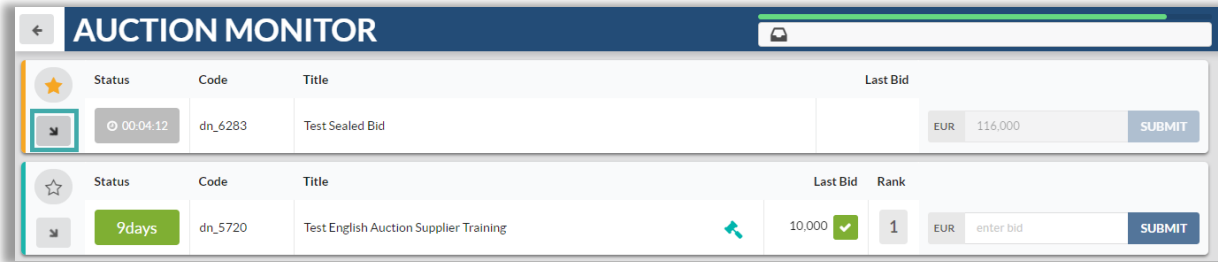 AUCTION MONITOR
Status Code Title Last Bid
00:04:12 dn_6283 Test Sealed Bid EUR 116,000 SUBMIT
Status Code Title Last Bid Rank
9days dn_5720 Test English Auction Supplier Training 10,000 1 EUR enter bid SUBMIT